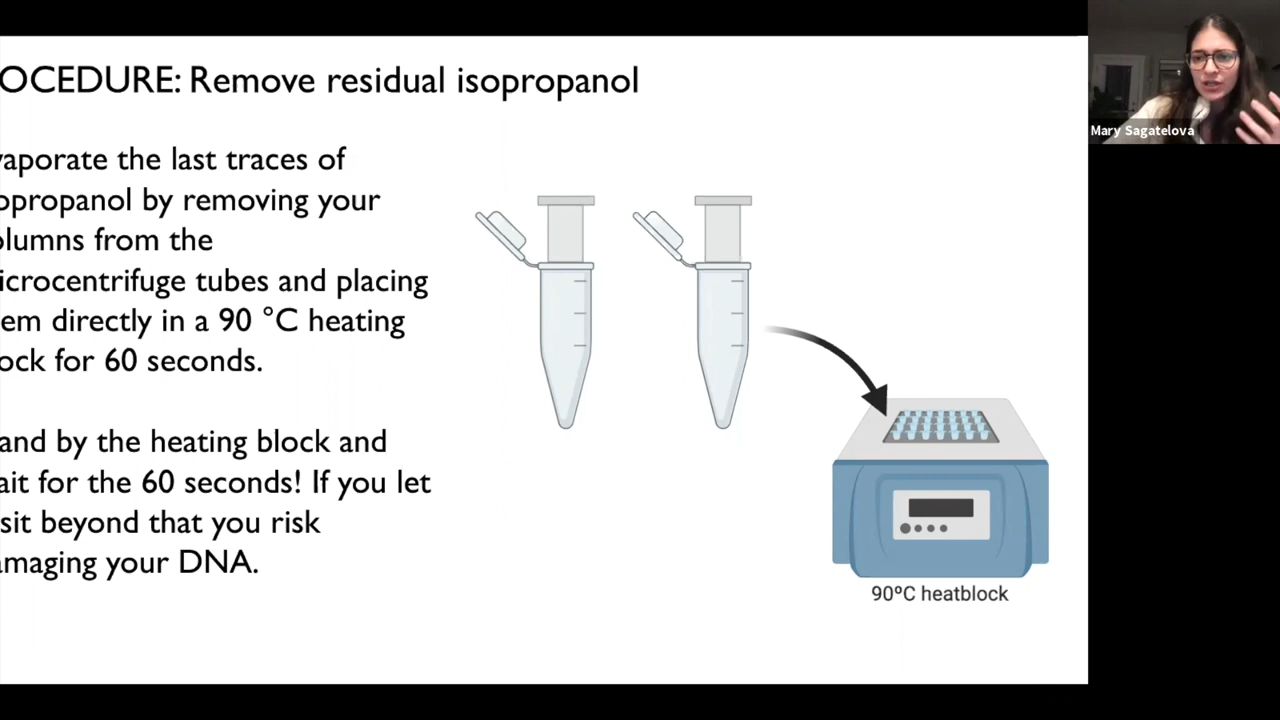 OCEDURE: Remove residual isopropanol
vaporate the last traces of
opropanol by removing your
olumns from the
icrocentrifuge tubes and placing
em directly in a 90 °C heating
ock for 60 seconds.
and by the heating block and
ait for the 60 seconds! If you let
sit beyond that you risk
amaging your DNA.
90ºC heatblock
Mary Sagatelova